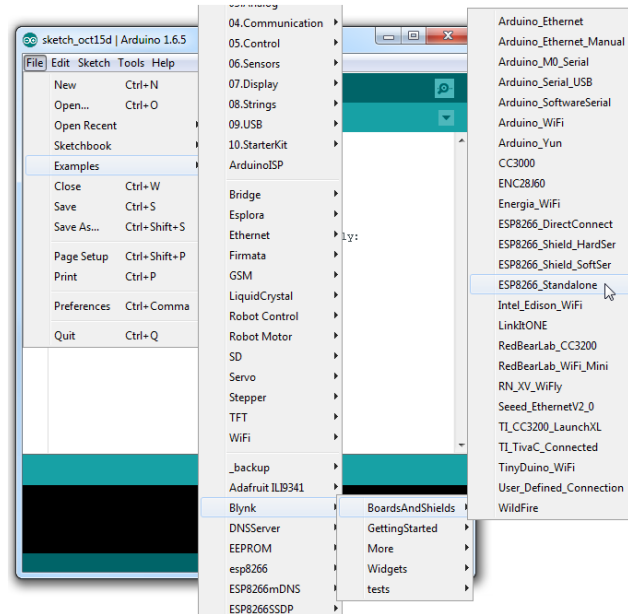 sketch_oct15d | Arduino 1.6.5
File Edit Sketch Tools Help
New Ctrl+N
Open... Ctrl+O
Open Recent
Sketchbook
Examples
Close Ctrl+W
Save Ctrl+S
Save As... Ctrl+Shift+S
Page Setup Ctrl+Shift+P
Print Ctrl+P
Preferences Ctrl+Comma
Quit Ctrl+Q
ly:
03.Analog
04.Communication
05.Control
06.Sensors
07.Display
08.Strings
09.USB
10.StarterKit
ArduinoISP
Bridge
Esplora
Ethernet
Firmata
GSM
LiquidCrystal
Robot Control
Robot Motor
SD
Servo
Stepper
TFT
WiFi
_backup
Adafruit ILI9341
Blynk
DNSServer
EEPROM
esp8266
ESP8266mDNS
ESP8266SSDP
BoardsAndShields
GettingStarted
More
Widgets
tests
Arduino_Ethernet
Arduino_Ethernet_Manual
Arduino_M0_Serial
Arduino_Serial_USB
Arduino_SoftwareSerial
Arduino_WiFi
Arduino_Yun
CC3000
ENC28J60
Energia_WiFi
ESP8266_DirectConnect
ESP8266_Shield_HardSer
ESP8266_Shield_SoftSer
ESP8266_Standalone
Intel_Edison_WiFi
LinkItONE
RedBearLab_CC3200
RedBearLab_WiFi_Mini
RN_XV_WiFly
Seeed_EthernetV2_0
TI_CC3200_LaunchXL
TI_TivaC_Connected
TinyDuino_WiFi
User_Defined_Connection
WildFire